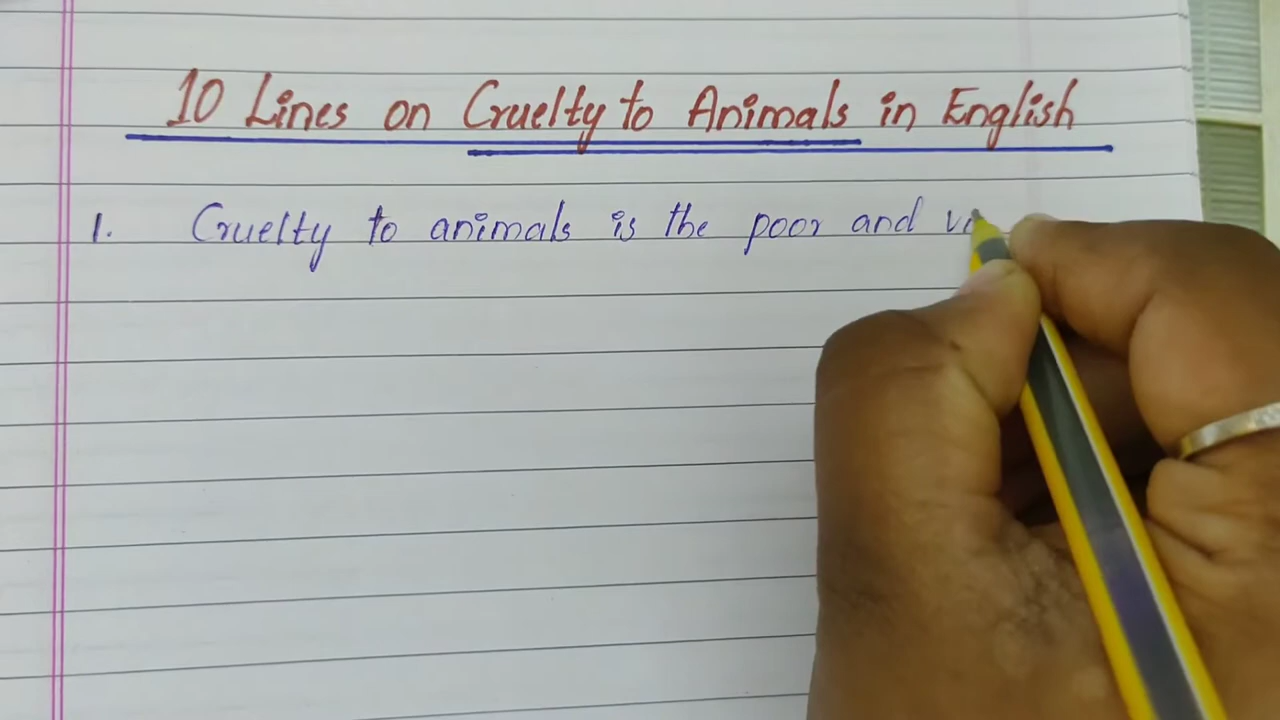 10 Lines on Cruelty to Animals in English
1. Cruelty to animals is the poor and